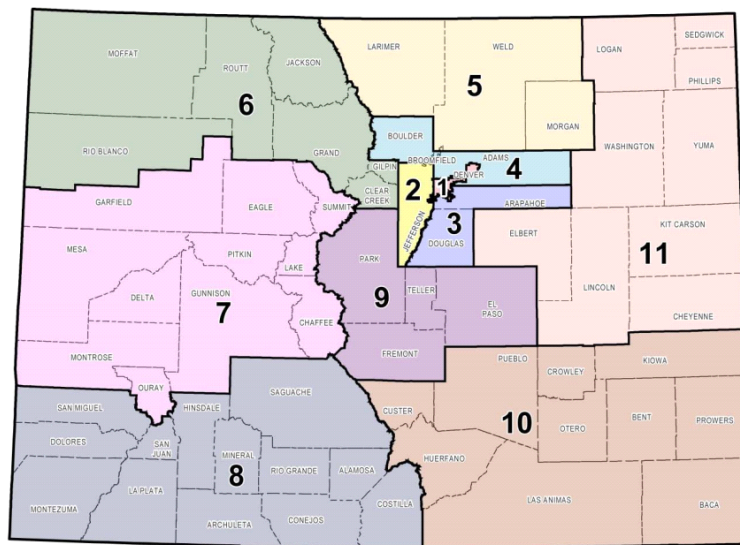 MOFFAT
ROUTT
JACKSON
LARIMER
WELD
LOGAN
SEDGWICK
PHILLIPS
6
5
RIO BLANCO
GRAND
BOULDER
MORGAN
WASHINGTON
YUMA
GILPIN
BROOMFIELD
ADAMS
4
DENVER
1
2
CLEAR
CREEK
GARFIELD
EAGLE
SUMMIT
JEFFERSON
3
ARAPAHOE
DOUGLAS
ELBERT
KIT CARSON
11
MESA
PITKIN
LAKE
PARK
LINCOLN
DELTA
GUNNISON
7
CHAFFEE
9
TELLER
EL
PASO
CHEYENNE
MONTROSE
FREMONT
PUEBLO
CROWLEY
KIOWA
OURAY
SAGUACHE
SAN MIGUEL
HINSDALE
CUSTER
10
OTERO
BENT
PROWERS
DOLORES
SAN
JUAN
MINERAL
8
RIO GRANDE
ALAMOSA
HUERFANO
MONTEZUMA
LA PLATA
ARCHULETA
CONEJOS
COSTILLA
LAS ANIMAS
BACA